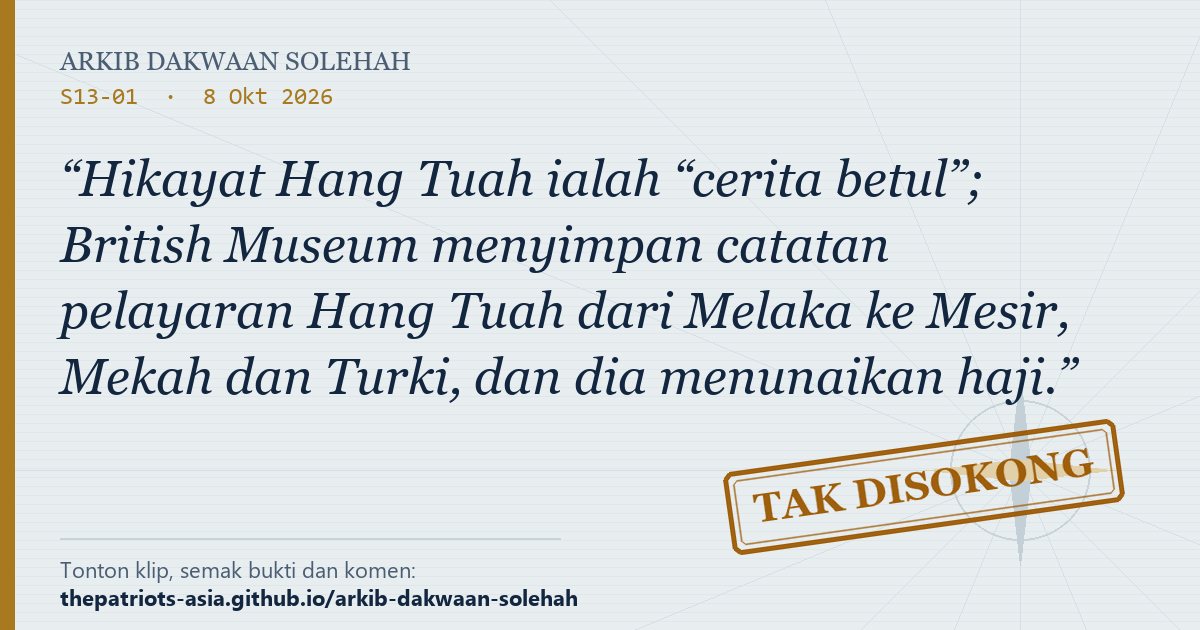 ARKIB DAKWAAN SOLEHAH
S13-01 · 8 Okt 2026
“Hikayat Hang Tuah ialah “cerita betul”;
British Museum menyimpan catatan
pelayaran Hang Tuah dari Melaka ke Mesir,
Mekah dan Turki, dan dia menunaikan haji.”
TAK DISOKONG
Tonton klip, semak bukti dan komen:
thepatriots-asia.github.io/arkib-dakwaan-solehah